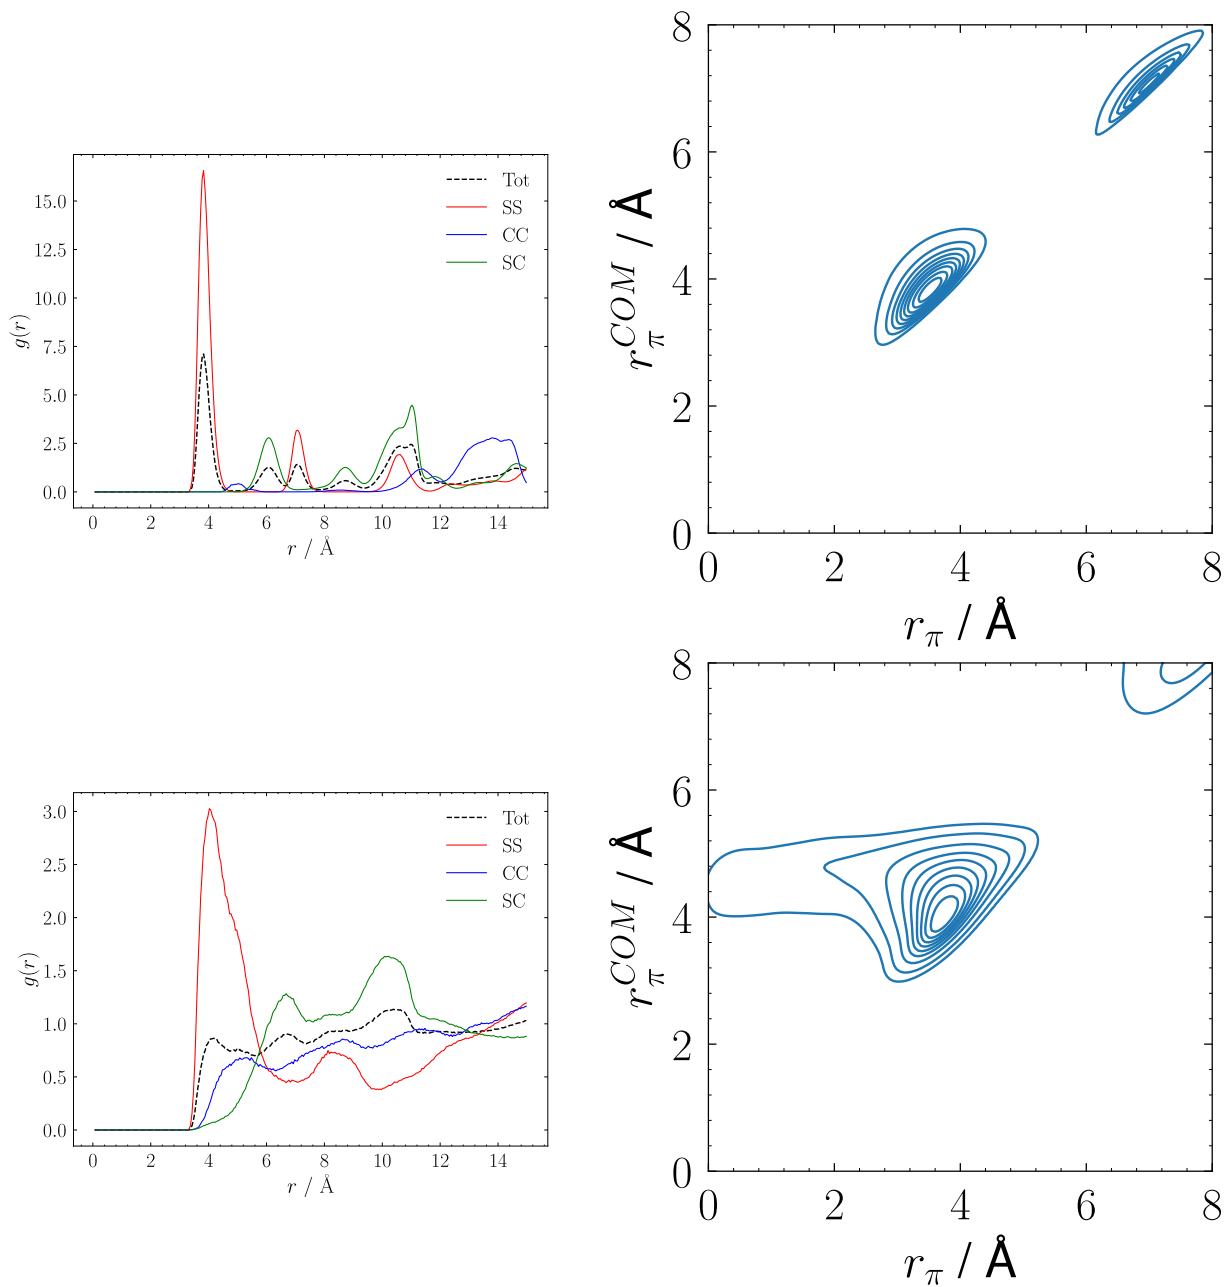 15.0
12.5
10.0
7.5
5.0
2.5
0.0
g(r)
Tot
SS
CC
SC
0 2 4 6 8 10 12 14
r / Å
8
6
4
2
0
r_π^{COM} / Å
0 2 4 6 8
r_π / Å
3.0
2.5
2.0
1.5
1.0
0.5
0.0
g(r)
Tot
SS
CC
SC
0 2 4 6 8 10 12 14
r / Å
8
6
4
2
0
r_π^{COM} / Å
0 2 4 6 8
r_π / Å